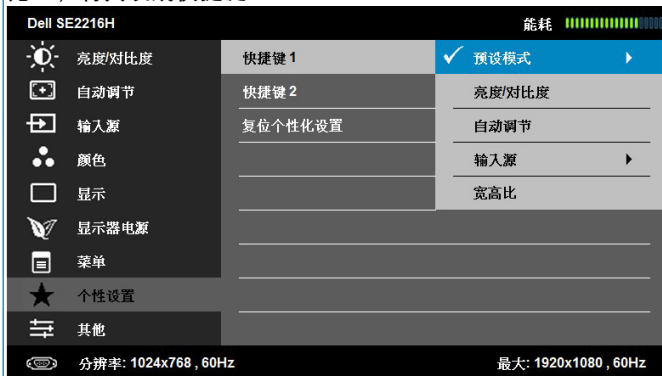 Dell SE2216H 能耗
亮度/对比度 快捷键 1 预设模式
自动调节 快捷键 2 亮度/对比度
输入源 复位个性化设置 自动调节
颜色 输入源
显示 宽高比
显示器电源
菜单
个性设置
其他
分辨率: 1024x768 , 60Hz 最大: 1920x1080 , 60Hz